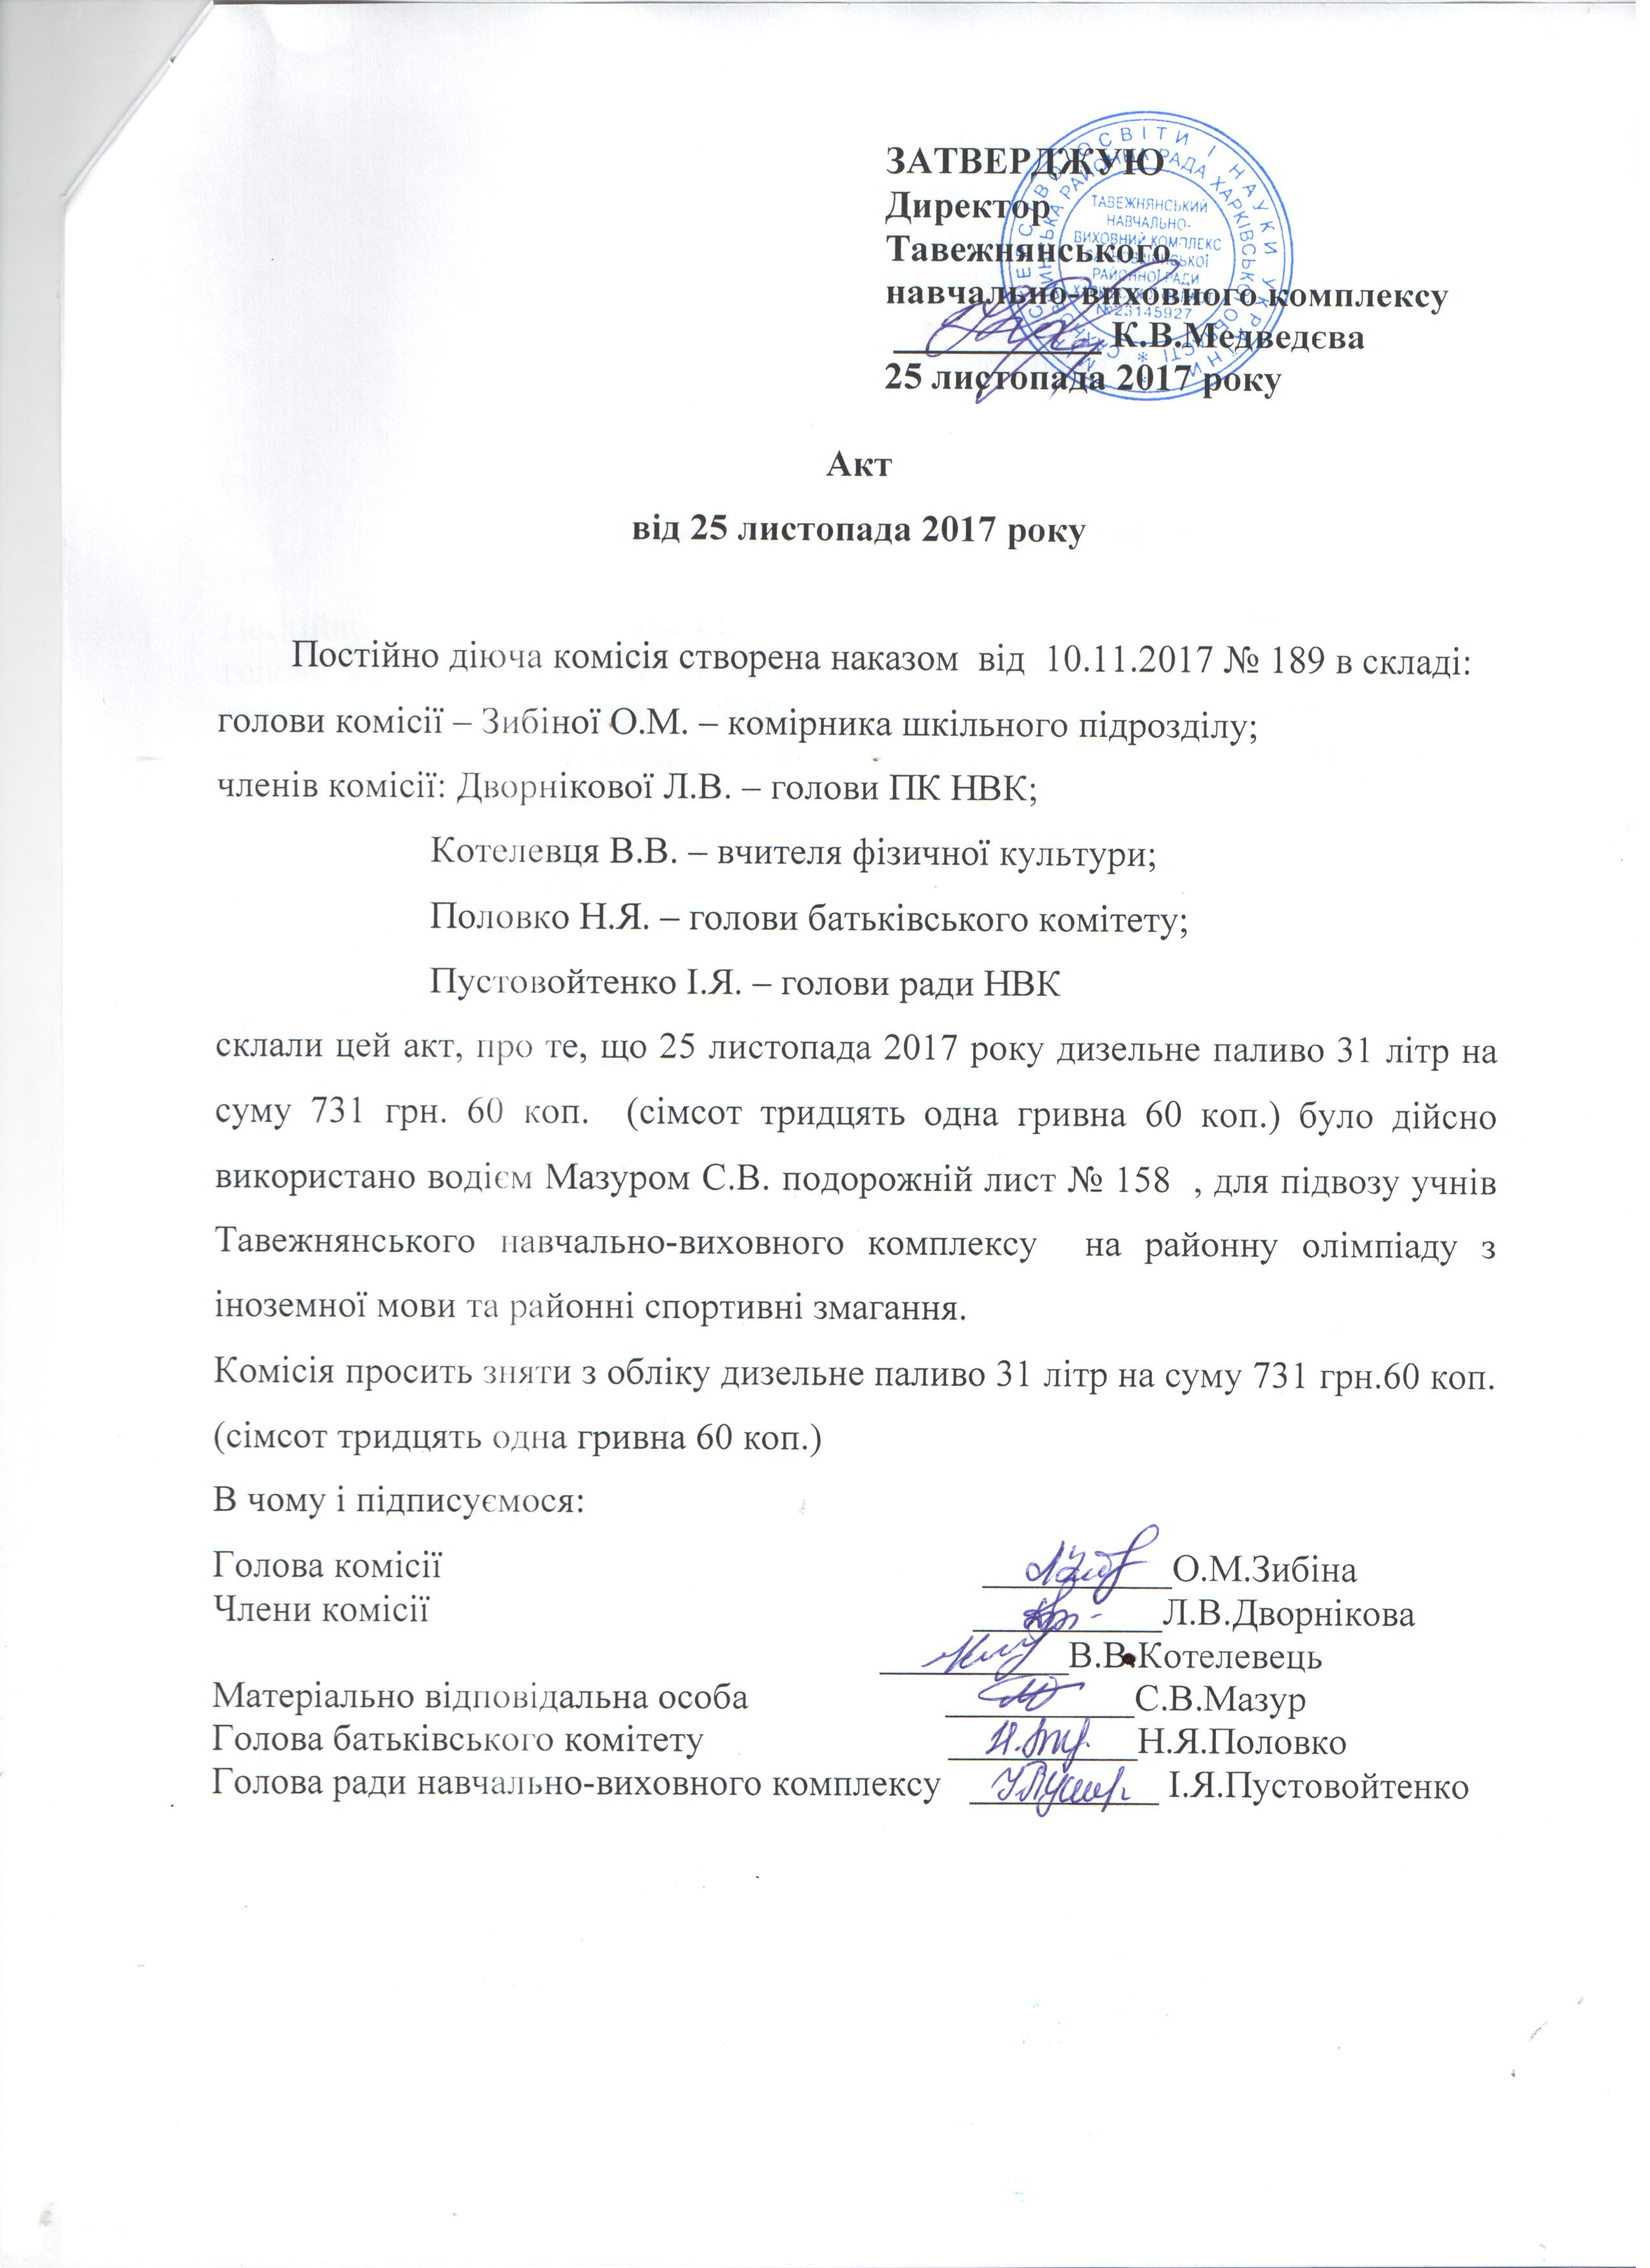 ЗАТВЕРДЖУЮ
Директор
Тавежнянського
навчально-виховного комплексу
___________ К.В.Медведєва
25 листопада 2017 року
ТАВЕЖНЯНСЬКИЙ
НАВЧАЛЬНО-
ВИХОВНИЙ КОМПЛЕКС
РАЙОННОЇ РАДИ
№23145927
Акт
від 25 листопада 2017 року
Постійно діюча комісія створена наказом від 10.11.2017 № 189 в складі:
голови комісії – Зибіної О.М. – комірника шкільного підрозділу;
членів комісії: Дворнікової Л.В. – голови ПК НВК;
Котелевця В.В. – вчителя фізичної культури;
Половко Н.Я. – голови батьківського комітету;
Пустовойтенко І.Я. – голови ради НВК
склали цей акт, про те, що 25 листопада 2017 року дизельне паливо 31 літр на
суму 731 грн. 60 коп. (сімсот тридцять одна гривна 60 коп.) було дійсно
використано водієм Мазуром С.В. подорожній лист № 158 , для підвозу учнів
Тавежнянського навчально-виховного комплексу на районну олімпіаду з
іноземної мови та районні спортивні змагання.
Комісія просить зняти з обліку дизельне паливо 31 літр на суму 731 грн.60 коп.
(сімсот тридцять одна гривна 60 коп.)
В чому і підписуємося:
Голова комісії __________О.М.Зибіна
Члени комісії __________Л.В.Дворнікова
__________В.В.Котелевець
Матеріально відповідальна особа __________С.В.Мазур
Голова батьківського комітету __________Н.Я.Половко
Голова ради навчально-виховного комплексу __________ І.Я.Пустовойтенко